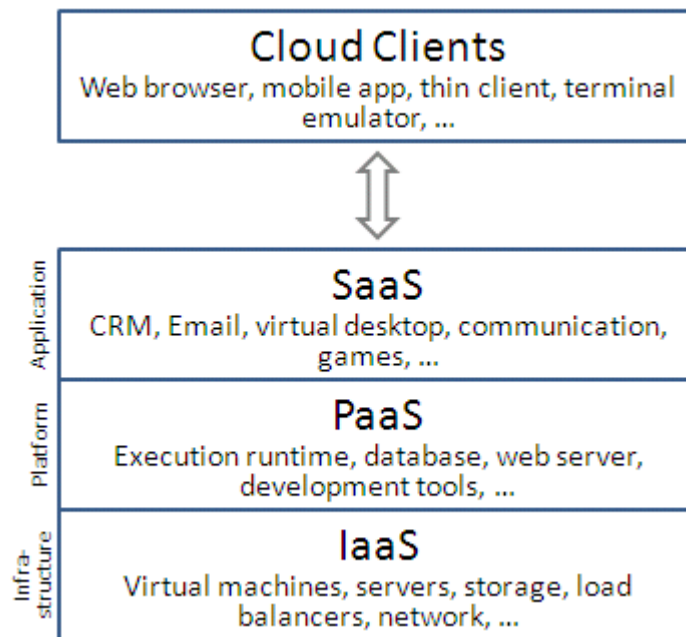 Cloud Clients
Web browser, mobile app, thin client, terminal
emulator, ...
Application
SaaS
CRM, Email, virtual desktop, communication,
games, ...
Platform
PaaS
Execution runtime, database, web server,
development tools, ...
Infra-
structure
IaaS
Virtual machines, servers, storage, load
balancers, network, ...